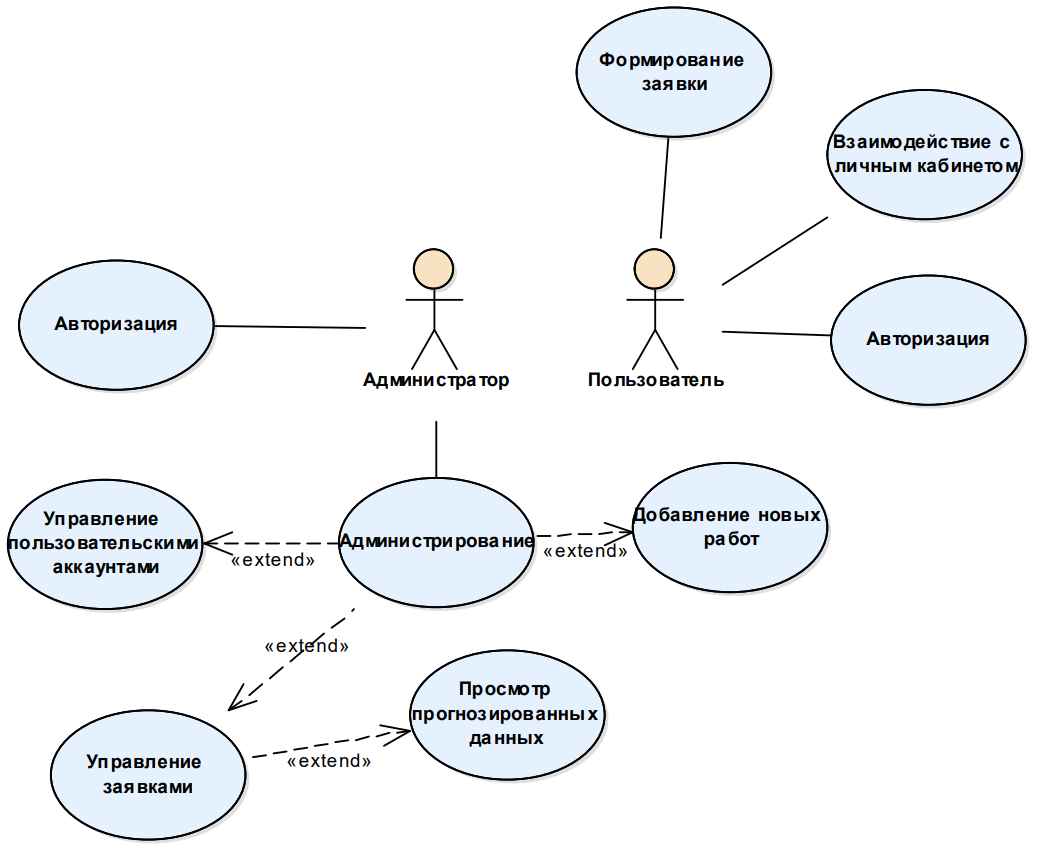 Формирование
заявки
Взаимодействие с
личным кабинетом
Авторизация
Авторизация
Администратор
Пользователь
Управление
пользовательскими
аккаунтами
«extend»
Администрирование
«extend»
Добавление новых
работ
«extend»
Просмотр
прогнозированных
данных
«extend»
Управление
заявками